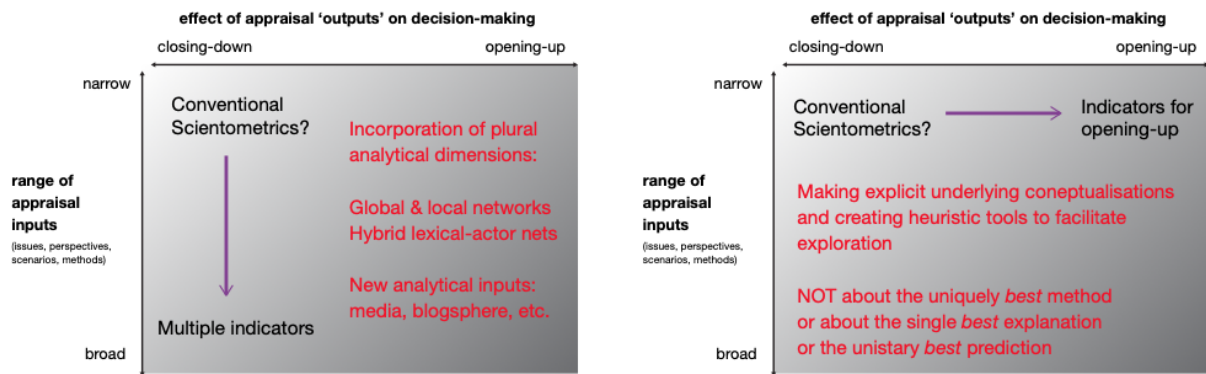 effect of appraisal ‘outputs’ on decision-making
closing-down
opening-up
narrow
Conventional
Scientometrics?
Incorporation of plural
analytical dimensions:
range of
appraisal
inputs
(issues, perspectives,
scenarios, methods)
Global & local networks
Hybrid lexical-actor nets
New analytical inputs:
media, blogsphere, etc.
Multiple indicators
broad
effect of appraisal ‘outputs’ on decision-making
closing-down
opening-up
narrow
Conventional
Scientometrics?
Indicators for
opening-up
range of
appraisal
inputs
(issues, perspectives,
scenarios, methods)
Making explicit underlying coneptualisations
and creating heuristic tools to facilitate
exploration
NOT about the uniquely best method
or about the single best explanation
or the unistary best prediction
broad